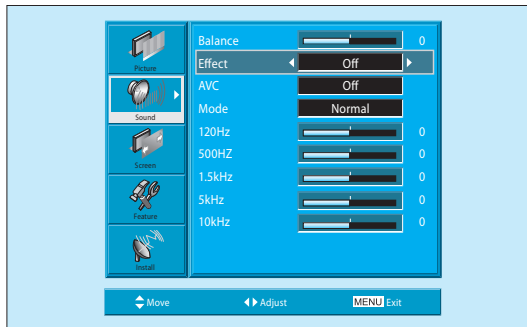 Picture
Sound
Screen
Feature
Install
Balance 0
Effect Off
AVC Off
Mode Normal
120Hz 0
500HZ 0
1.5kHz 0
5kHz 0
10kHz 0
Move Adjust MENU Exit